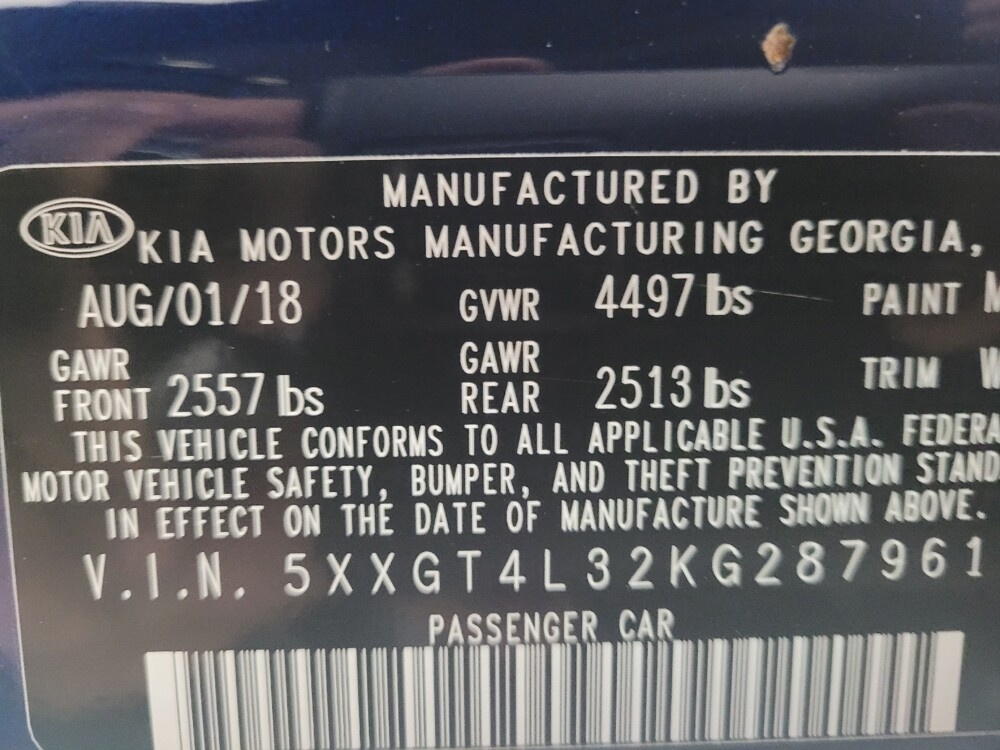 MANUFACTURED BY
KIA KIA MOTORS MANUFACTURING GEORGIA,
AUG/01/18 GVWR 4497 lbs PAINT
GAWR FRONT 2557 lbs GAWR REAR 2513 lbs TRIM
THIS VEHICLE CONFORMS TO ALL APPLICABLE U.S.A. FEDERA
MOTOR VEHICLE SAFETY, BUMPER, AND THEFT PREVENTION STAND
IN EFFECT ON THE DATE OF MANUFACTURE SHOWN ABOVE.
V.I.N. 5XXGT4L32KG287961
PASSENGER CAR